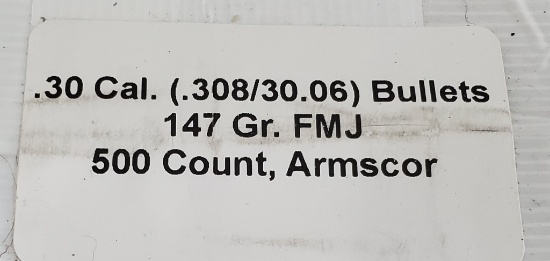 .30 Cal. (.308/30.06) Bullets
147 Gr. FMJ
500 Count, Armscor